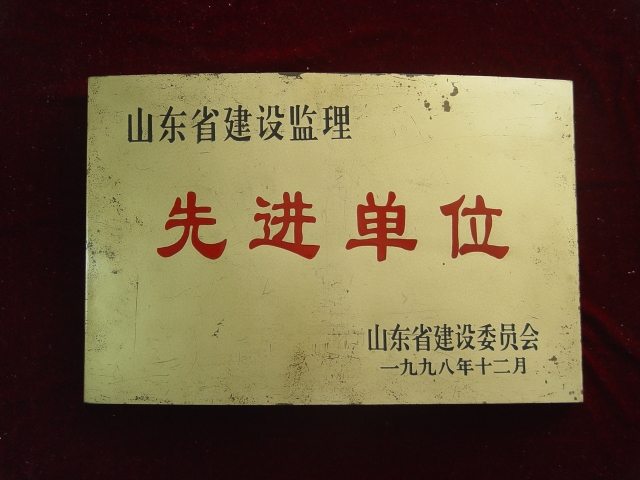 山东省建设监理
先进单位
山东省建设委员会
一九九八年十二月